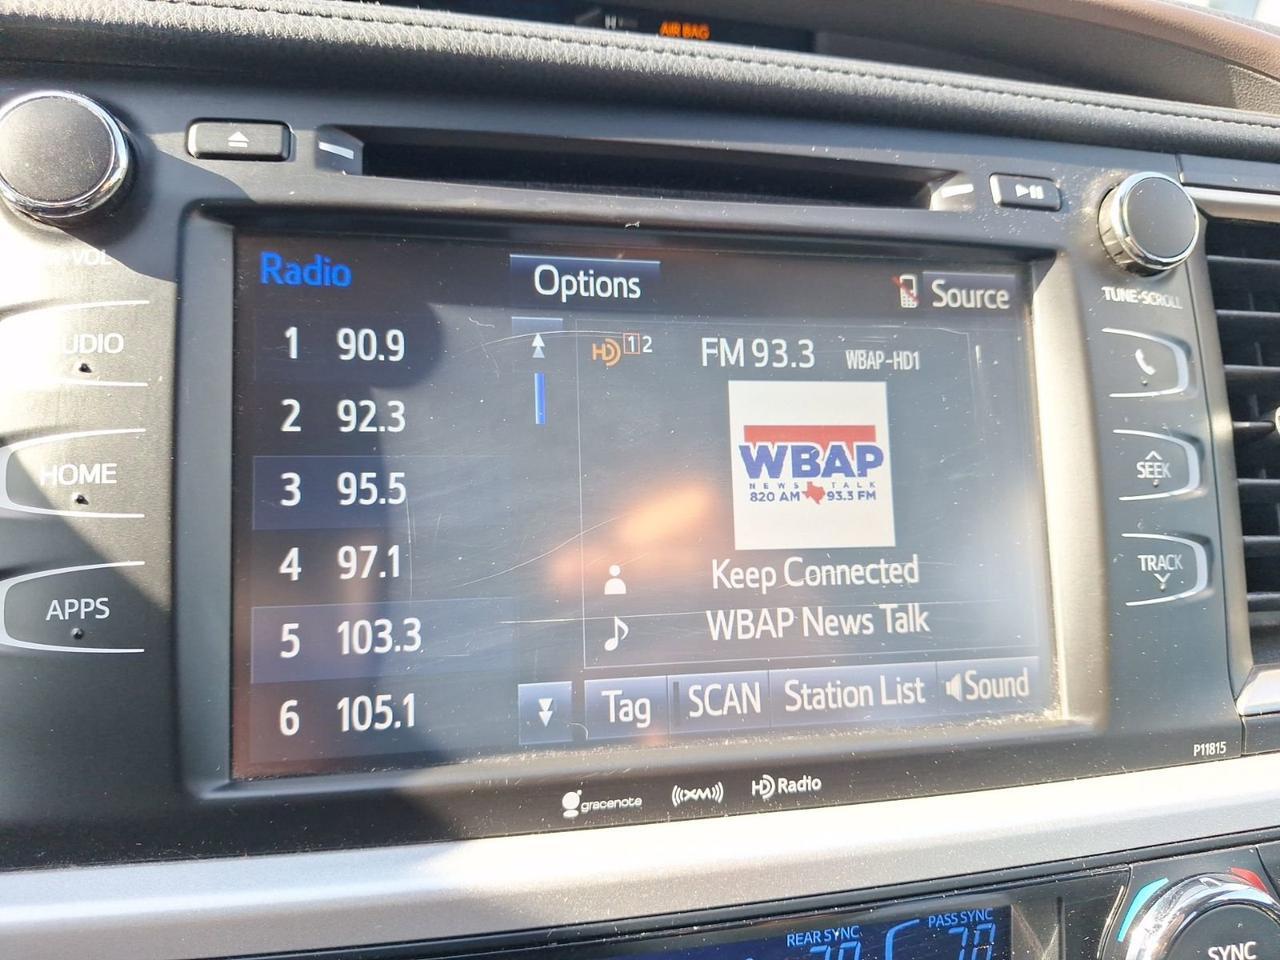 AIR BAG
VOL
AUDIO
HOME
APPS
Radio
Options
Source
1 90.9
2 92.3
3 95.5
4 97.1
5 103.3
6 105.1
HD 1 2
FM 93.3 WBAP-HD1
WBAP
NEWS TALK
820 AM 93.3 FM
Keep Connected
WBAP News Talk
Tag SCAN Station List Sound
TUNE•SCROLL
SEEK
TRACK
P11815
gracenote ((XM)) HD Radio
REAR SYNC
PASS SYNC
70
SYNC